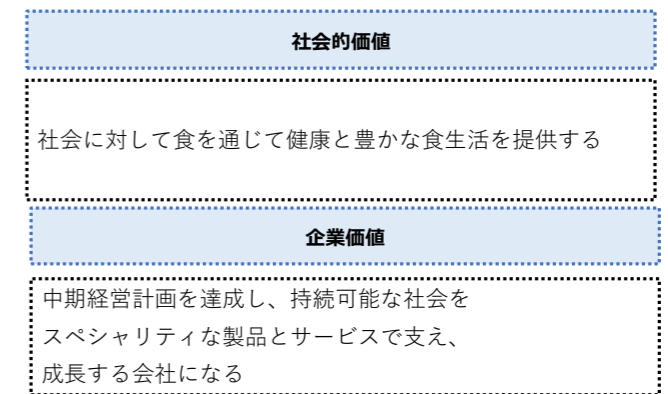 社会的価値
社会に対して食を通じて健康と豊かな食生活を提供する
企業価値
中期経営計画を達成し、持続可能な社会を
スペシャリティな製品とサービスで支え、
成長する会社になる